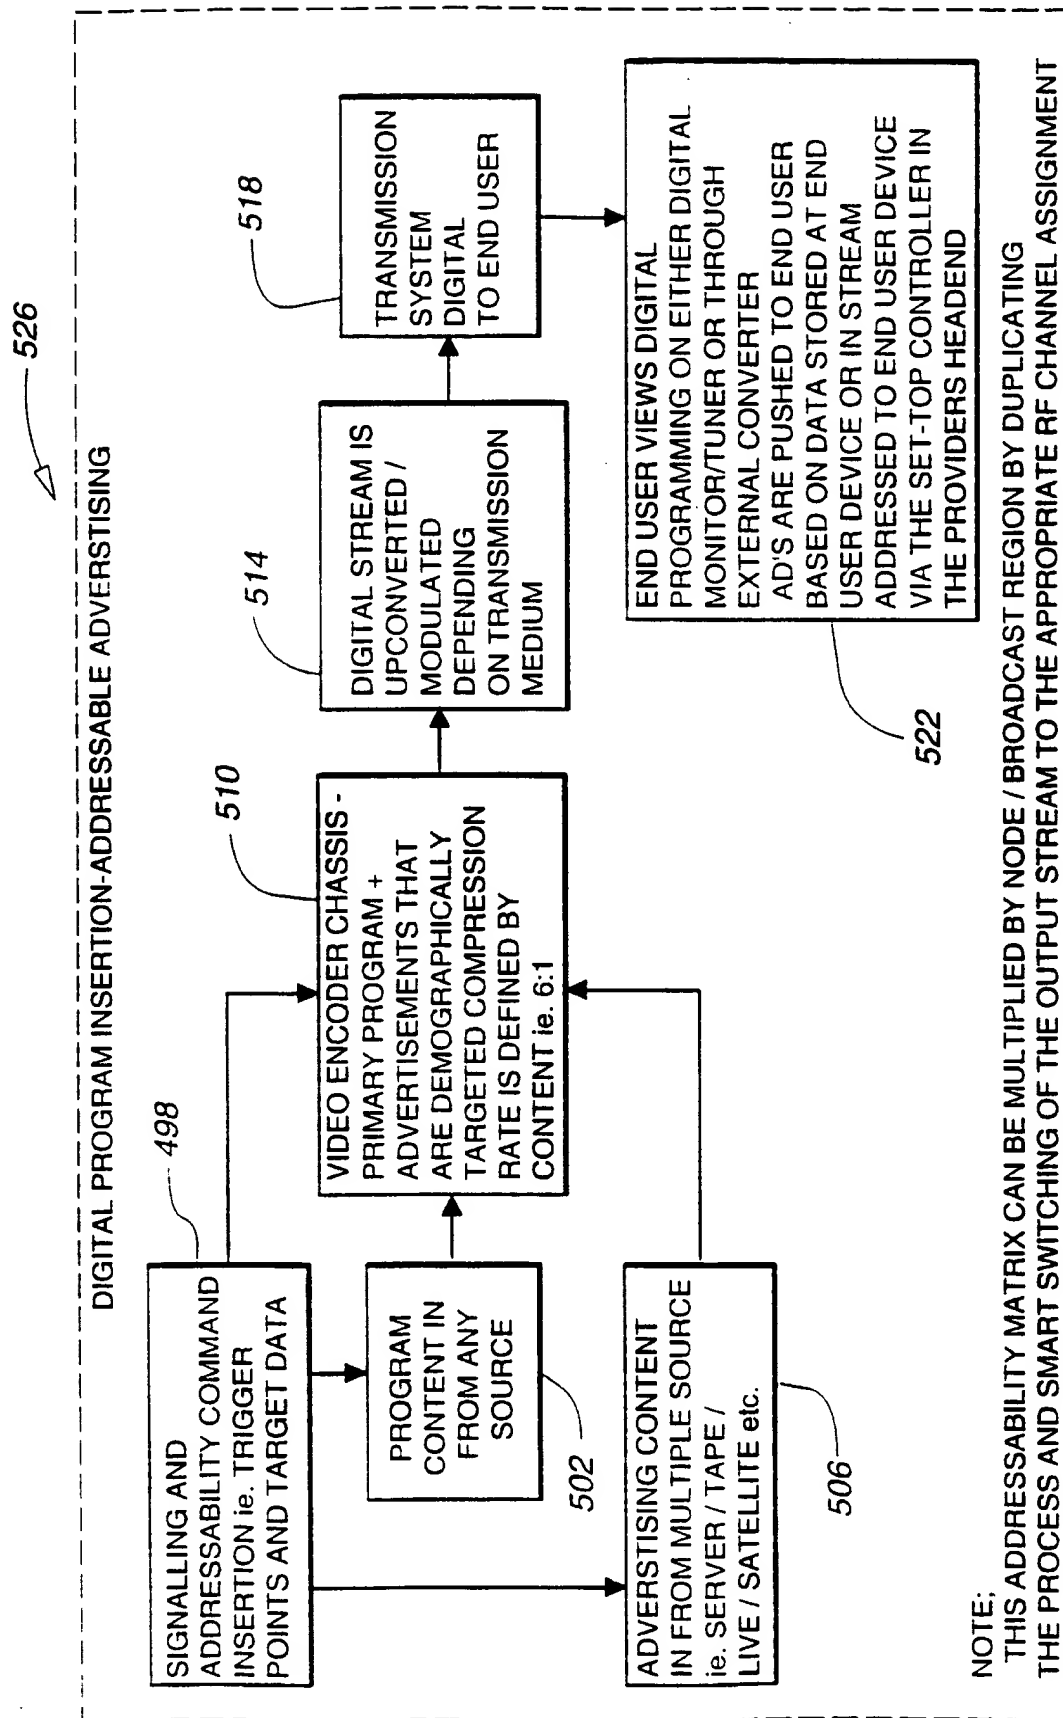 526
DIGITAL PROGRAM INSERTION-ADDRESSABLE ADVERSTISING
498
SIGNALLING AND
ADDRESSABILITY COMMAND
INSERTION ie. TRIGGER
POINTS AND TARGET DATA
PROGRAM
CONTENT IN
FROM ANY
SOURCE
502
ADVERSTISING CONTENT
IN FROM MULTIPLE SOURCE
ie. SERVER / TAPE /
LIVE / SATELLITE etc.
506
510
VIDEO ENCODER CHASSIS -
PRIMARY PROGRAM +
ADVERTISEMENTS THAT
ARE DEMOGRAPHICALLY
TARGETED COMPRESSION
RATE IS DEFINED BY
CONTENT ie. 6:1
514
DIGITAL STREAM IS
UPCONVERTED /
MODULATED
DEPENDING
ON TRANSMISSION
MEDIUM
518
TRANSMISSION
SYSTEM
DIGITAL
TO END USER
END USER VIEWS DIGITAL
PROGRAMMING ON EITHER DIGITAL
MONITOR/TUNER OR THROUGH
EXTERNAL CONVERTER
AD'S ARE PUSHED TO END USER
BASED ON DATA STORED AT END
USER DEVICE OR IN STREAM
ADDRESSED TO END USER DEVICE
VIA THE SET-TOP CONTROLLER IN
THE PROVIDERS HEADEND
522
NOTE;
THIS ADDRESSABILITY MATRIX CAN BE MULTIPLIED BY NODE / BROADCAST REGION BY DUPLICATING
THE PROCESS AND SMART SWITCHING OF THE OUTPUT STREAM TO THE APPROPRIATE RF CHANNEL ASSIGNMENT